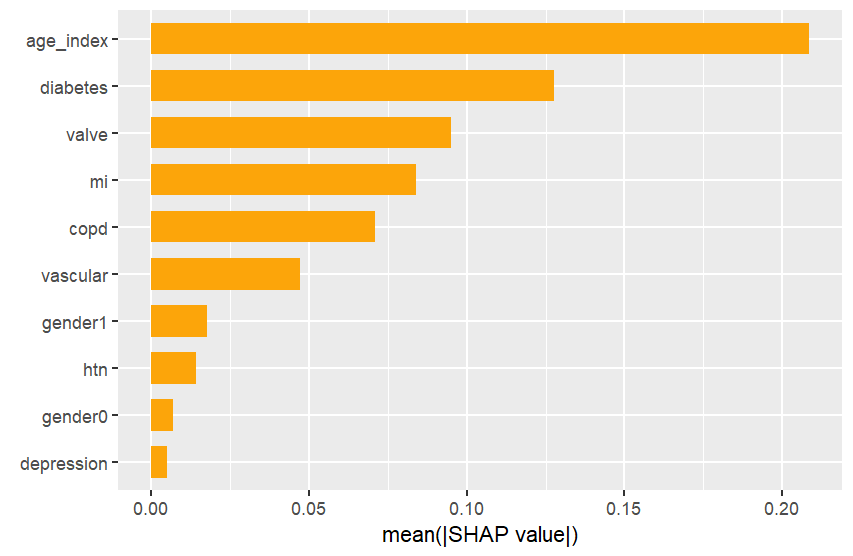 age_index
diabetes
valve
mi
copd
vascular
gender1
htn
gender0
depression
0.00 0.05 0.10 0.15 0.20
mean(|SHAP value|)